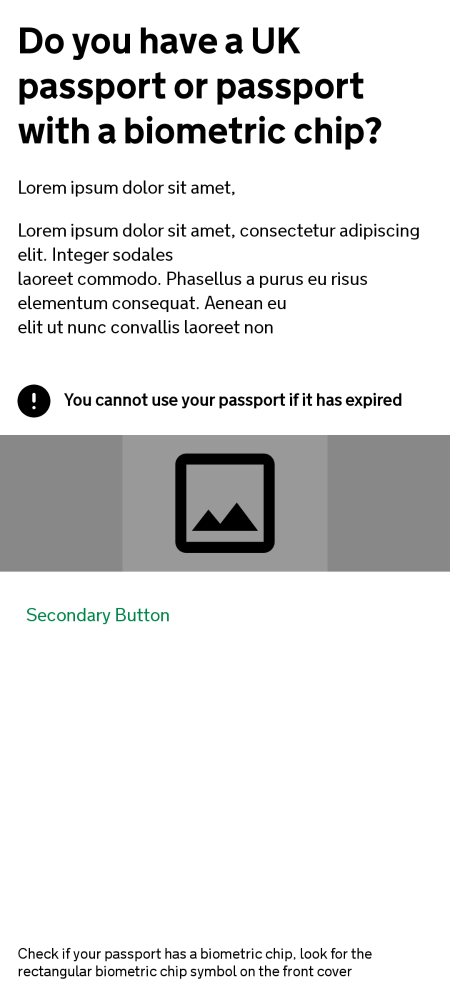 Do you have a UK
passport or passport
with a biometric chip?
Lorem ipsum dolor sit amet,
Lorem ipsum dolor sit amet, consectetur adipiscing
elit. Integer sodales
laoreet commodo. Phasellus a purus eu risus
elementum consequat. Aenean eu
elit ut nunc convallis laoreet non
You cannot use your passport if it has expired
Secondary Button
Check if your passport has a biometric chip, look for the
rectangular biometric chip symbol on the front cover